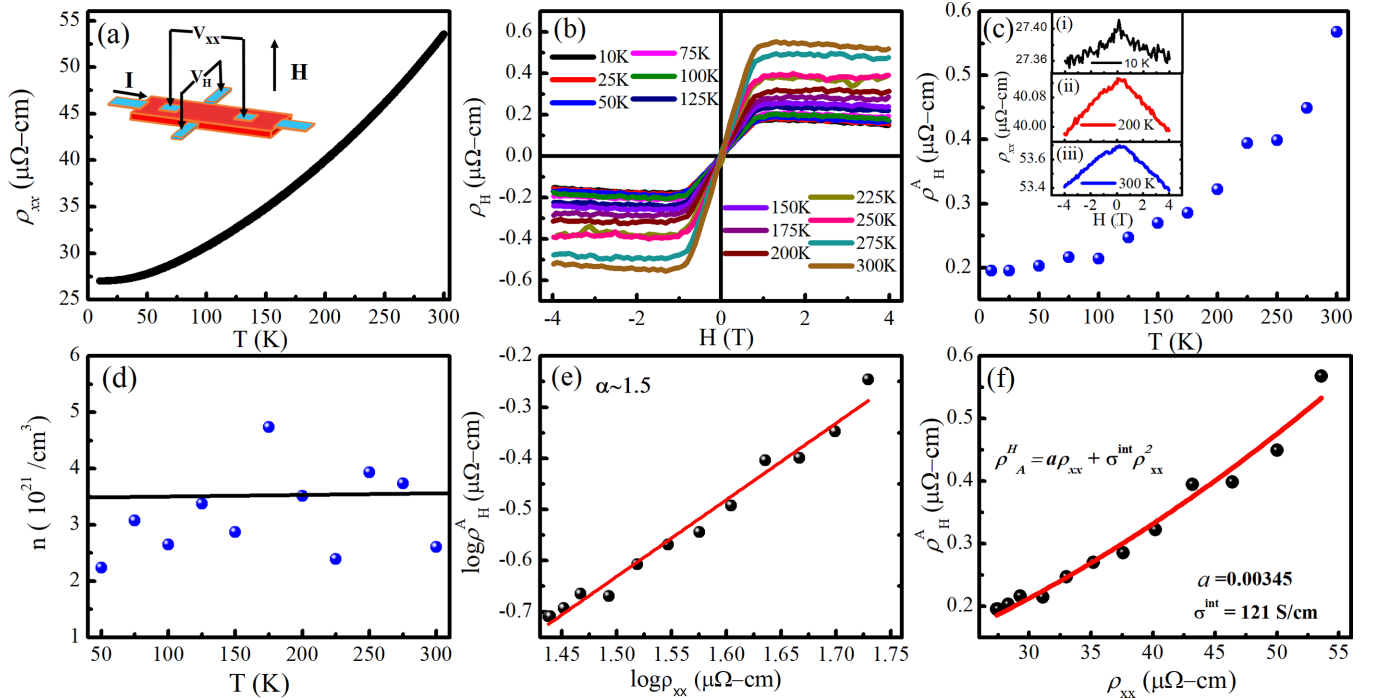 (a)
V_xx
V_H
I
H
55
50
45
40
35
30
25
0 50 100 150 200 250 300
ρ_xx (μΩ–cm)
T (K)
(b)
10K 75K
25K 100K
50K 125K
150K 225K
175K 250K
200K 275K
300K
0.6
0.4
0.2
0.0
-0.2
-0.4
-0.6
-4 -2 0 2 4
ρ_H (μΩ–cm)
H (T)
(c)
(i)
27.40
27.36
10 K
(ii)
40.08
40.00
200 K
(iii)
53.6
53.4
300 K
ρ_xx (μΩ–cm)
-4 0 4
H (T)
0.6
0.5
0.4
0.3
0.2
0.1
0 50 100 150 200 250 300
ρ_H^A (μΩ–cm)
T (K)
(d)
6
5
4
3
2
1
50 100 150 200 250 300
n ( 10^21 /cm^3)
T (K)
(e)
α~1.5
-0.2
-0.3
-0.4
-0.5
-0.6
-0.7
1.45 1.50 1.55 1.60 1.65 1.70 1.75
logρ_H^A (μΩ–cm)
logρ_xx (μΩ–cm)
(f)
ρ_A^H = aρ_xx + σ^int ρ_xx^2
a =0.00345
σ^int = 121 S/cm
0.6
0.5
0.4
0.3
0.2
30 35 40 45 50 55
ρ_H^A (μΩ–cm)
ρ_xx (μΩ–cm)